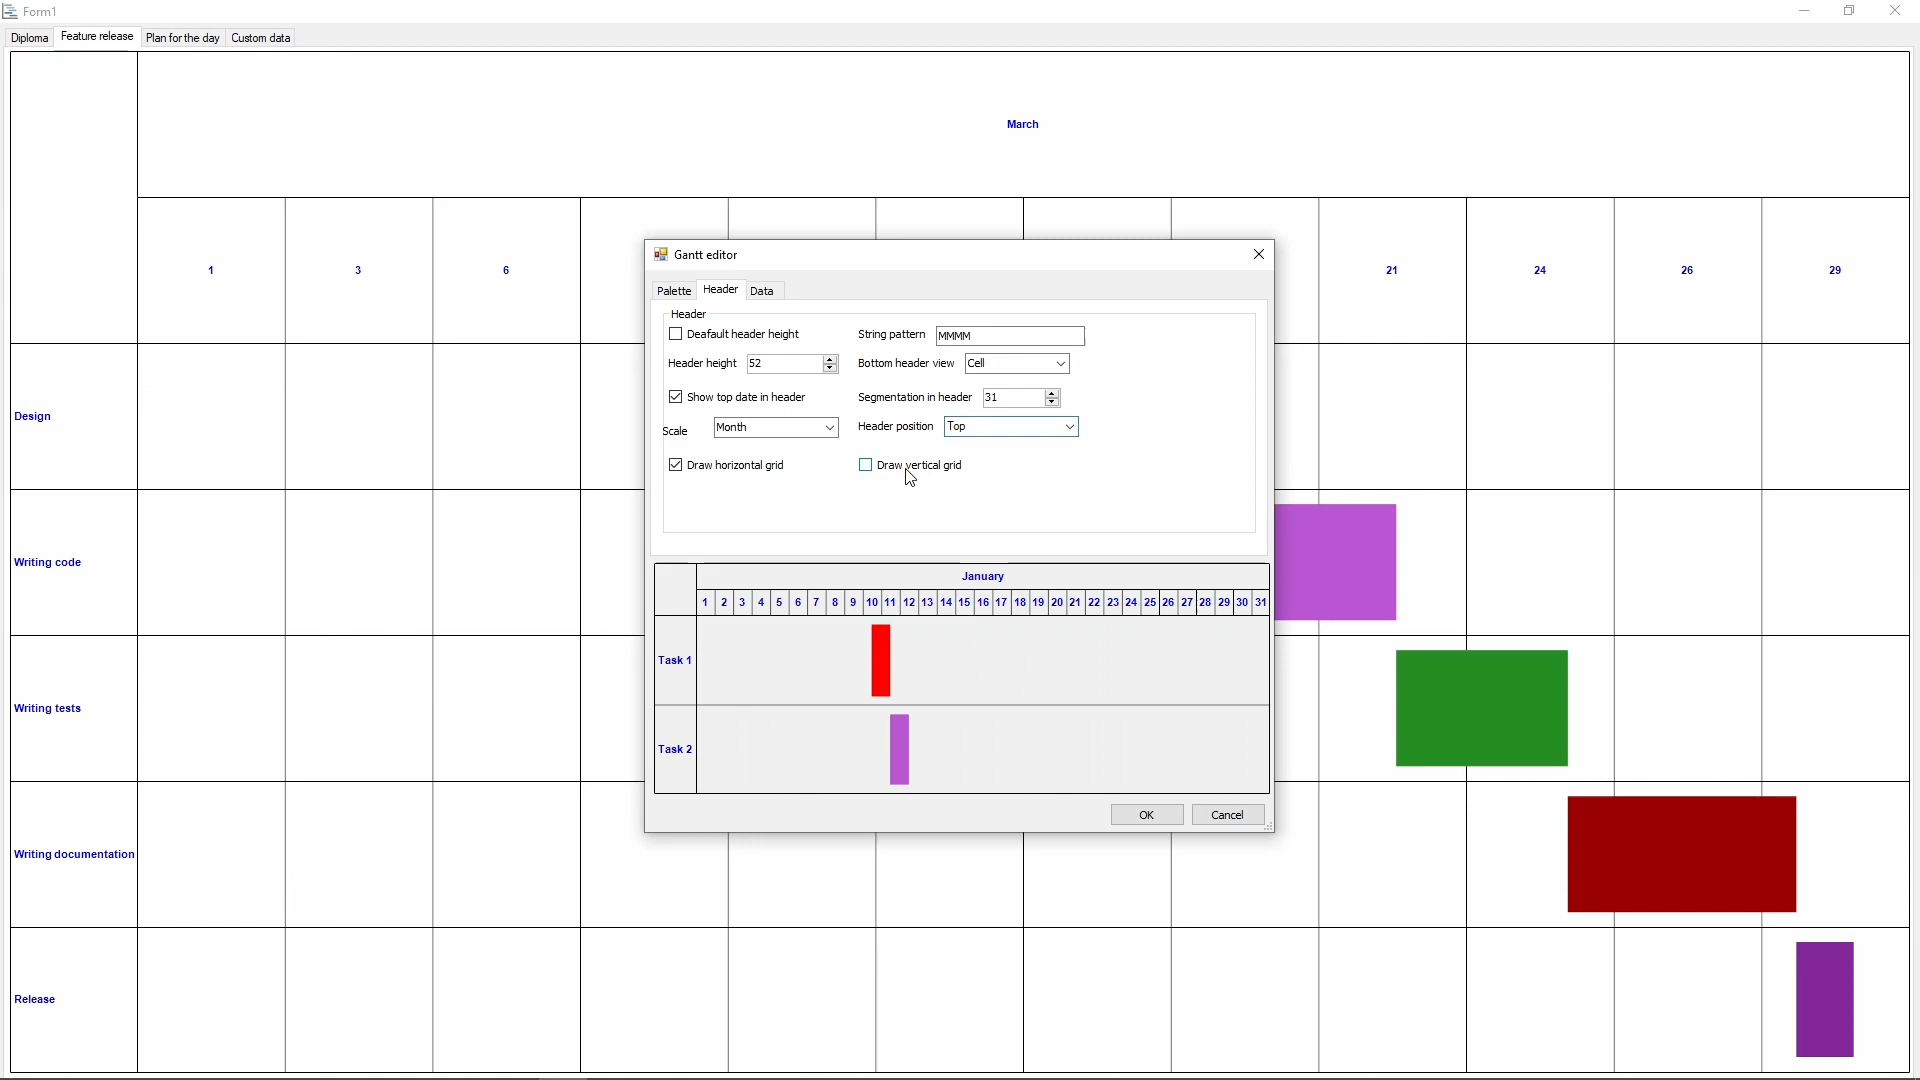 Form1
Diploma Feature release Plan for the day Custom data
March
1 3 6 21 24 26 29
Gantt editor
Palette Header Data
Header
Deafault header height String pattern MMMM
Header height 52 Bottom header view Cell
Show top date in header Segmentation in header 31
Scale Month Header position Top
Draw horizontal grid Draw vertical grid
January
1 2 3 4 5 6 7 8 9 10 11 12 13 14 15 16 17 18 19 20 21 22 23 24 25 26 27 28 29 30 31
Task 1
Task 2
OK Cancel
Design
Writing code
Writing tests
Writing documentation
Release